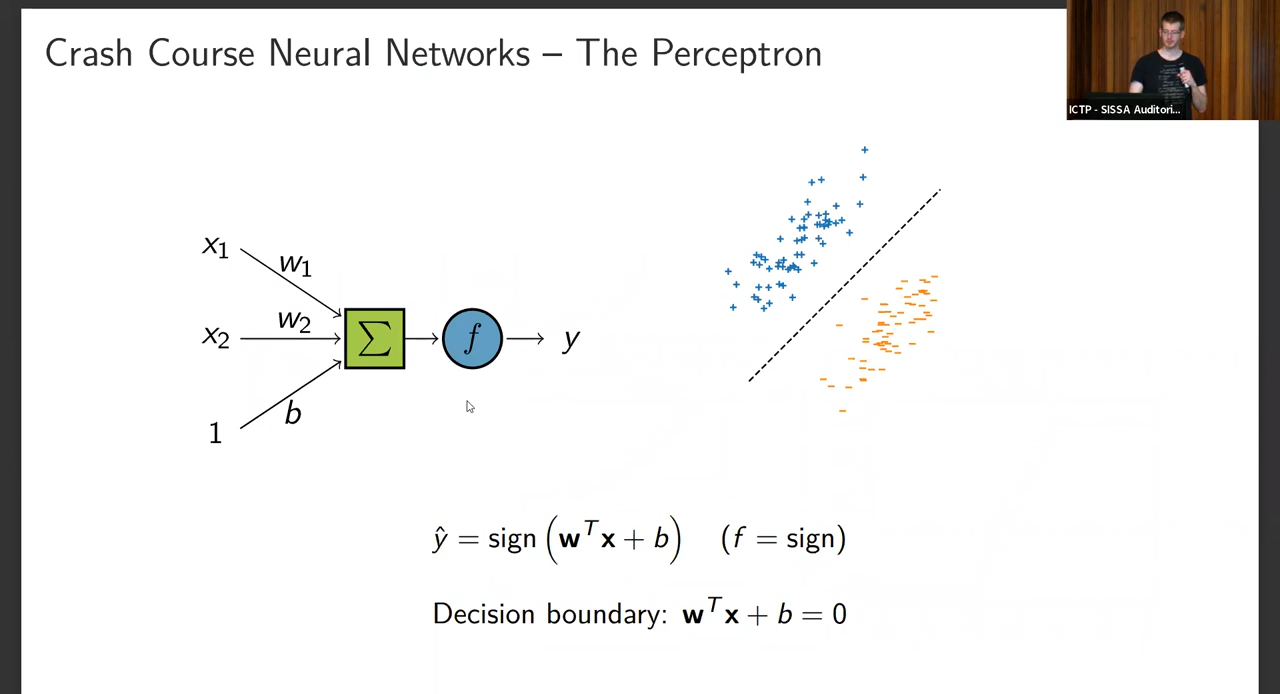 Crash Course Neural Networks – The Perceptron
ICTP - SISSA Auditori...
x₁
w₁
x₂
w₂
Σ
f
y
1
b
ŷ = sign (wᵀx + b) (f = sign)
Decision boundary: wᵀx + b = 0